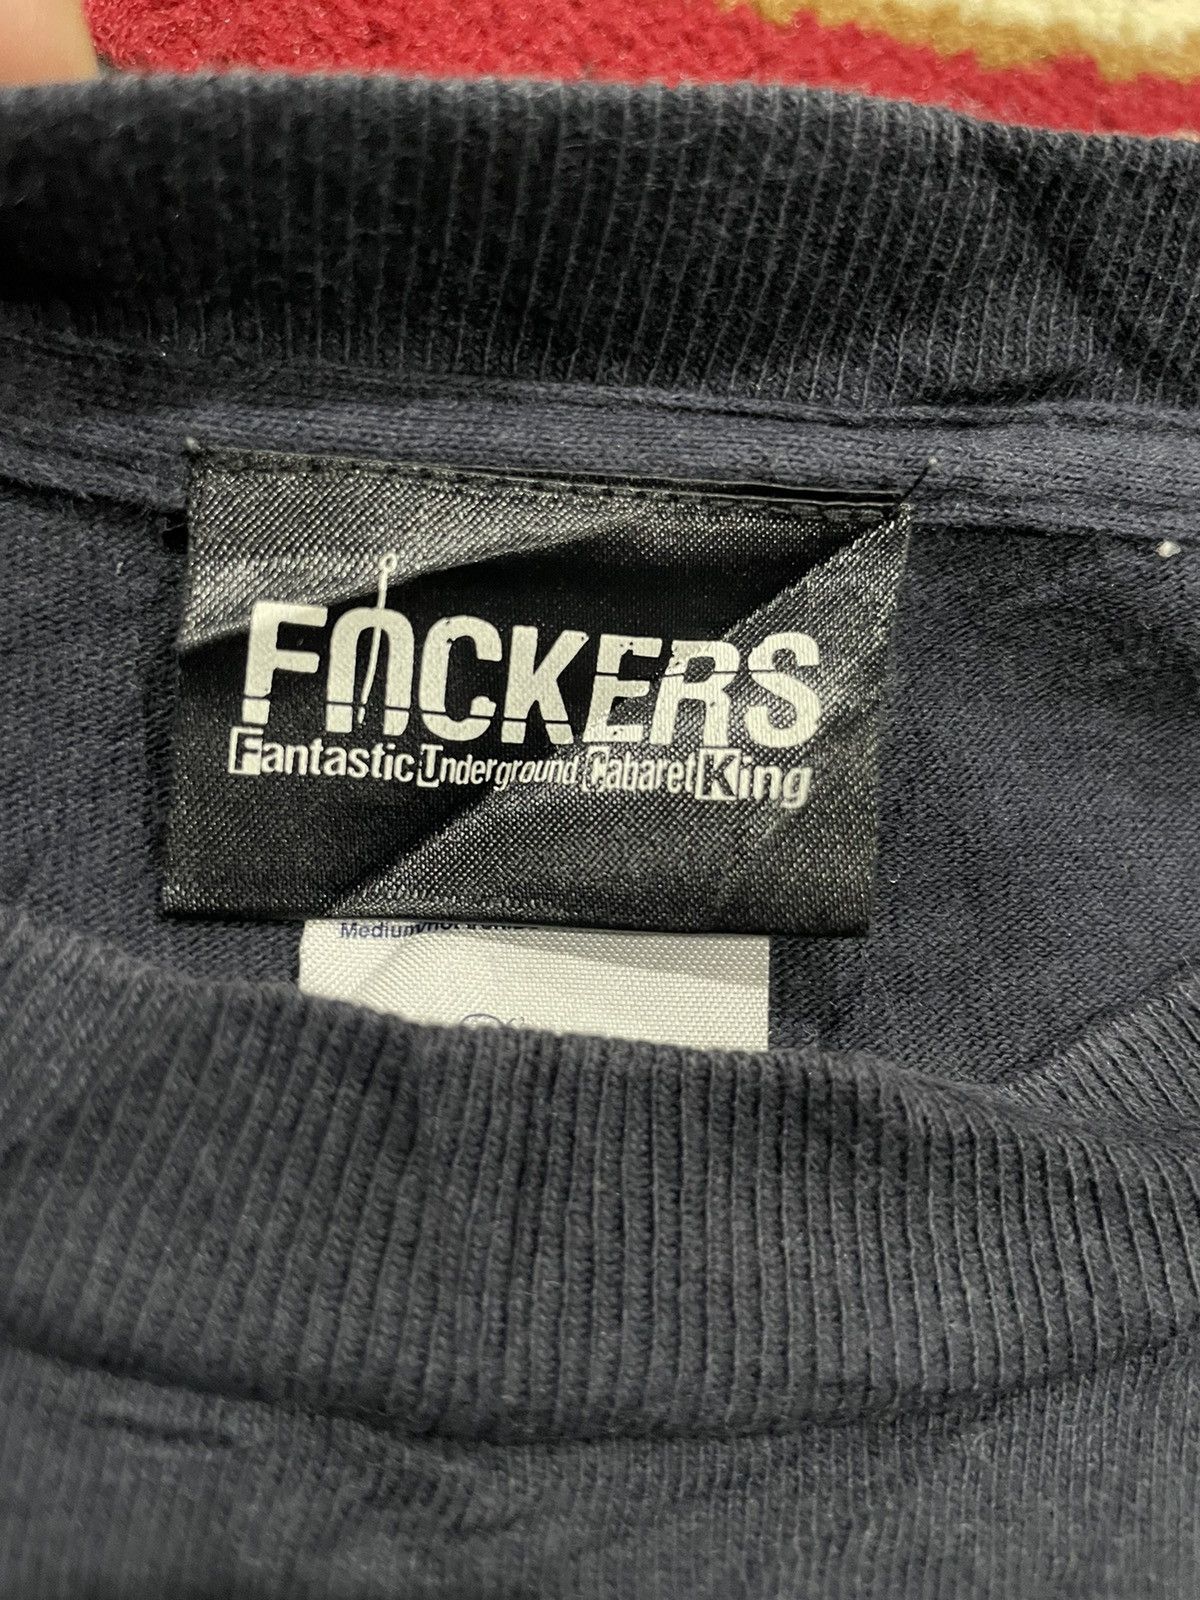 FUCKERS
Fantastic Underground Cabaret King
Medium